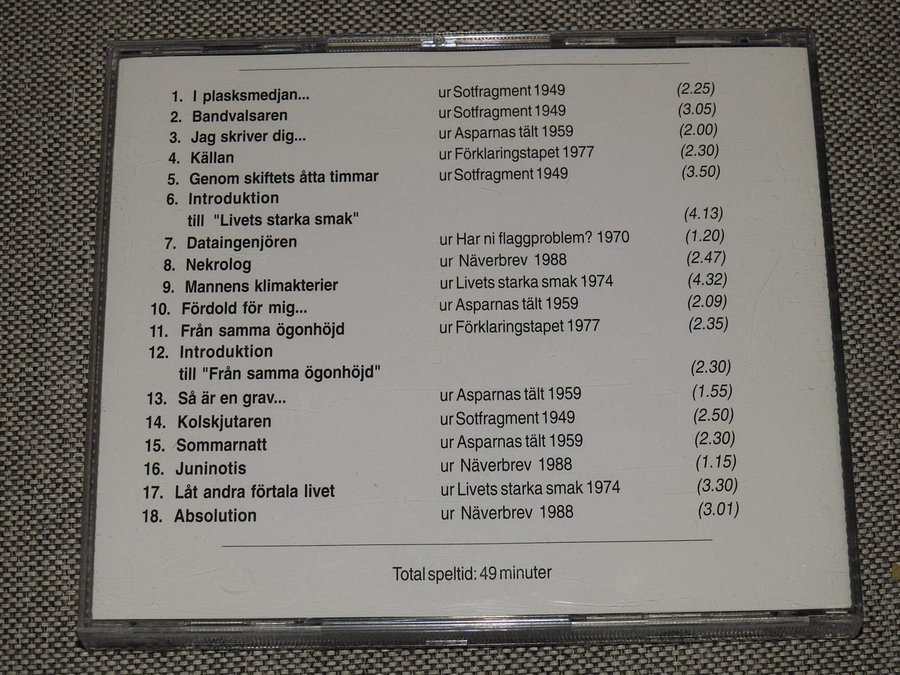 1. I plasksmedjan... ur Sotfragment 1949 (2.25)
2. Bandvalsaren ur Sotfragment 1949 (3.05)
3. Jag skriver dig... ur Asparnas tält 1959 (2.00)
4. Källan ur Förklaringstapet 1977 (2.30)
5. Genom skiftets åtta timmar ur Sotfragment 1949 (3.50)
6. Introduktion
till "Livets starka smak" (4.13)
7. Dataingenjören ur Har ni flaggproblem? 1970 (1.20)
8. Nekrolog ur Näverbrev 1988 (2.47)
9. Mannens klimakterier ur Livets starka smak 1974 (4.32)
10. Fördold för mig... ur Asparnas tält 1959 (2.09)
11. Från samma ögonhöjd ur Förklaringstapet 1977 (2.35)
12. Introduktion
till "Från samma ögonhöjd" (2.30)
13. Så är en grav... ur Asparnas tält 1959 (1.55)
14. Kolskjutaren ur Sotfragment 1949 (2.50)
15. Sommarnatt ur Asparnas tält 1959 (2.30)
16. Juninotis ur Näverbrev 1988 (1.15)
17. Låt andra förtala livet ur Livets starka smak 1974 (3.30)
18. Absolution ur Näverbrev 1988 (3.01)
Total speltid: 49 minuter